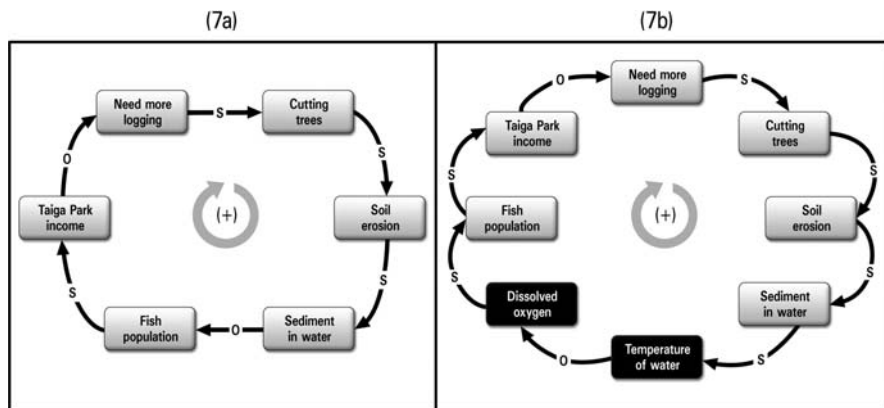 (7a)
Need more
logging
S
Cutting
trees
S
Soil
erosion
S
Sediment
in water
O
Fish
population
S
Taiga Park
income
O
(+)
(7b)
Need more
logging
S
Cutting
trees
S
Soil
erosion
S
Sediment
in water
S
Temperature
of water
O
Dissolved
oxygen
S
Fish
population
S
Taiga Park
income
O
(+)